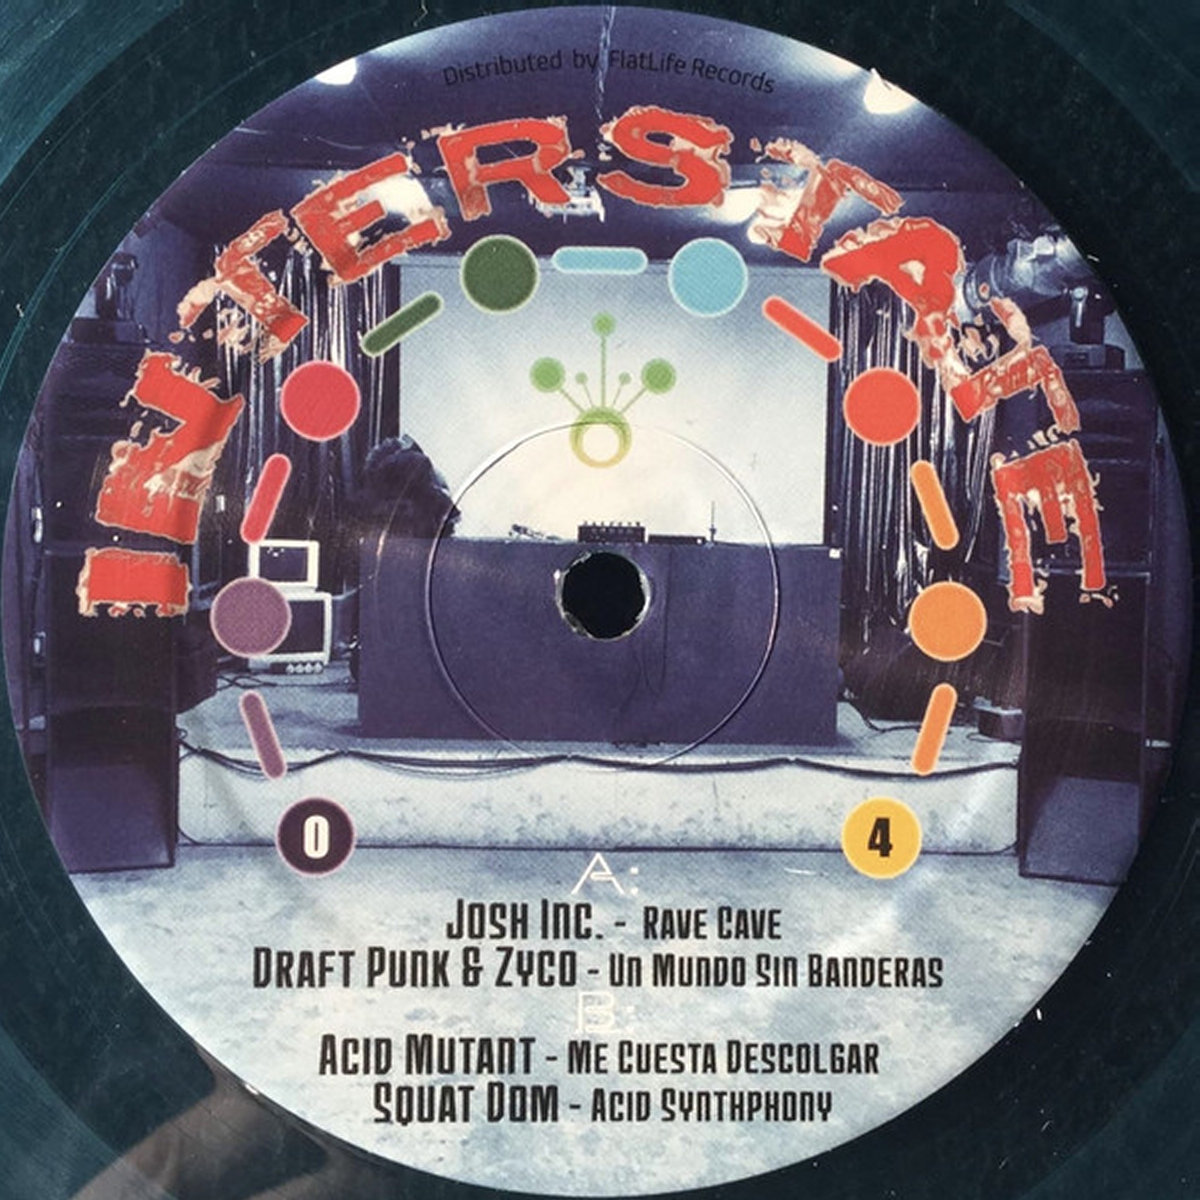 Distributed by FlatLife Records
INTERSTAGE
0
4
A:
Josh Inc. - Rave Cave
Draft Punk & Zyco - Un Mundo Sin Banderas
B:
Acid Mutant - Me Cuesta Descolgar
Squat Dom - Acid Synthphony